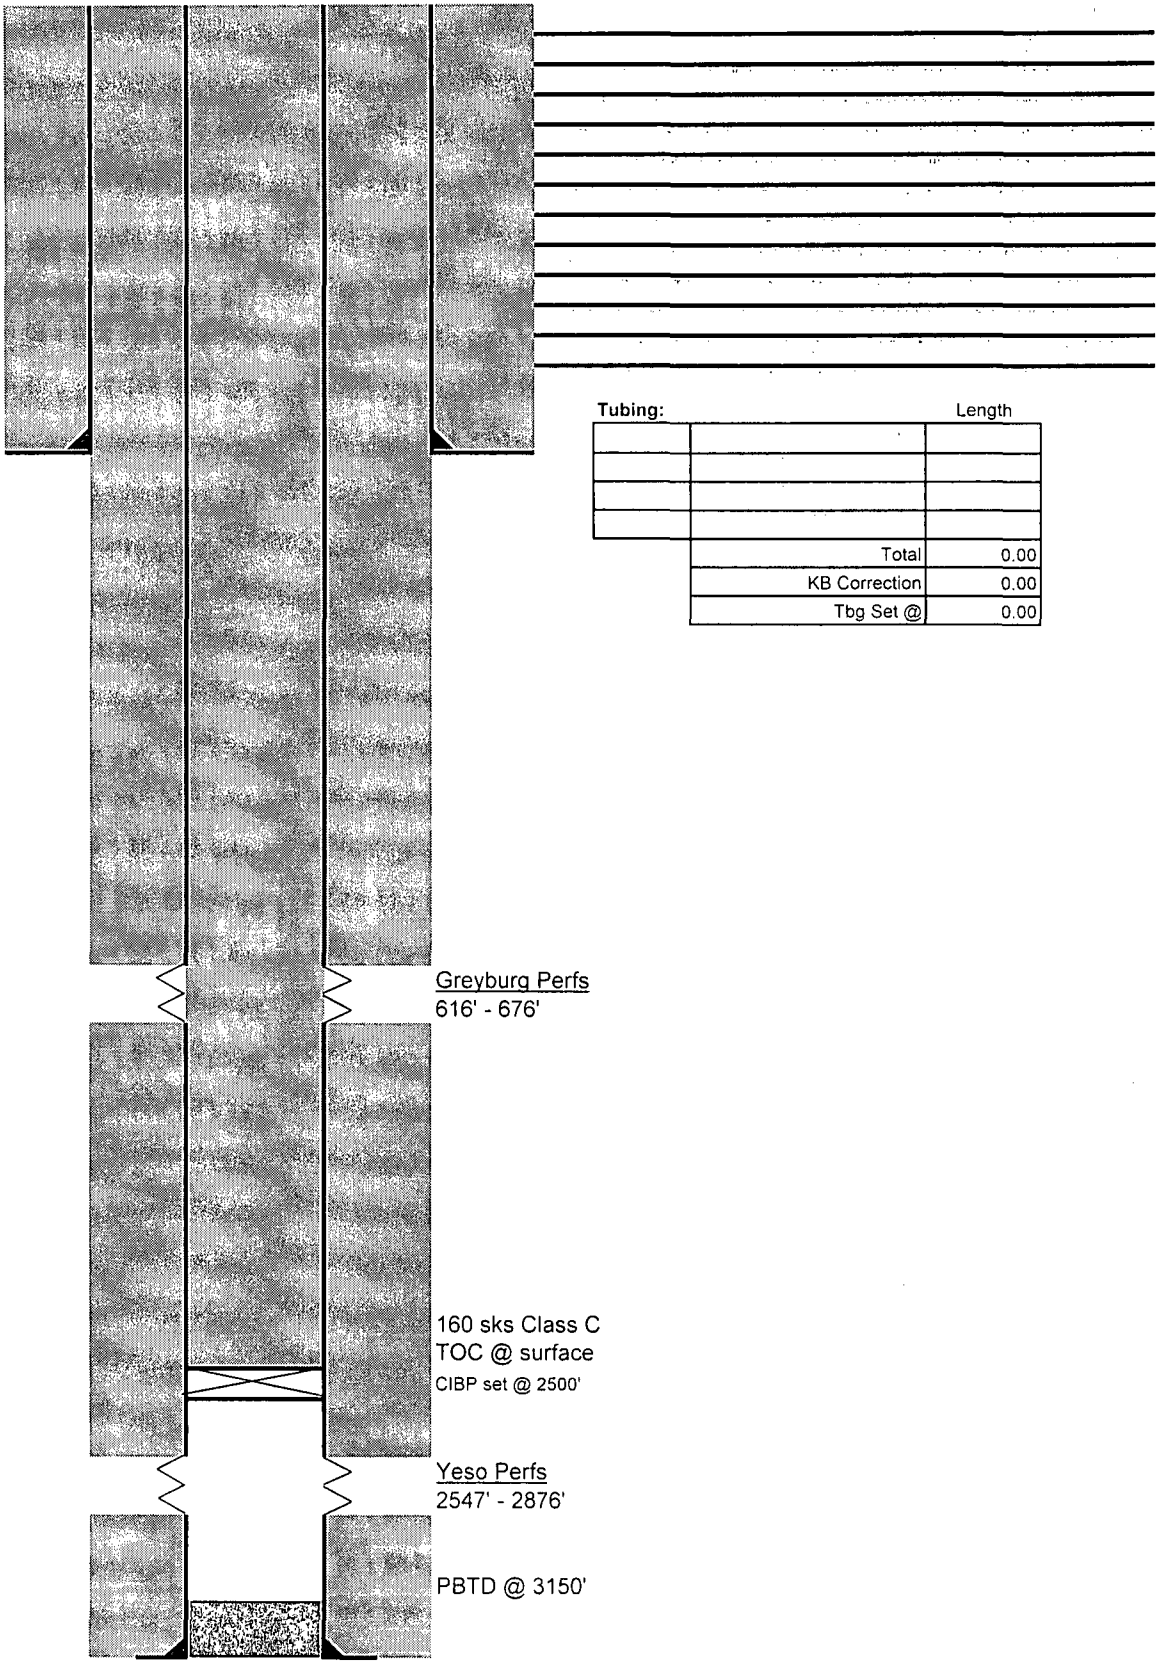 Tubing: Length
Total 0.00
KB Correction 0.00
Tbg Set @ 0.00
Greyburg Perfs
616' - 676'
160 sks Class C
TOC @ surface
CIBP set @ 2500'
Yeso Perfs
2547' - 2876'
PBTD @ 3150'